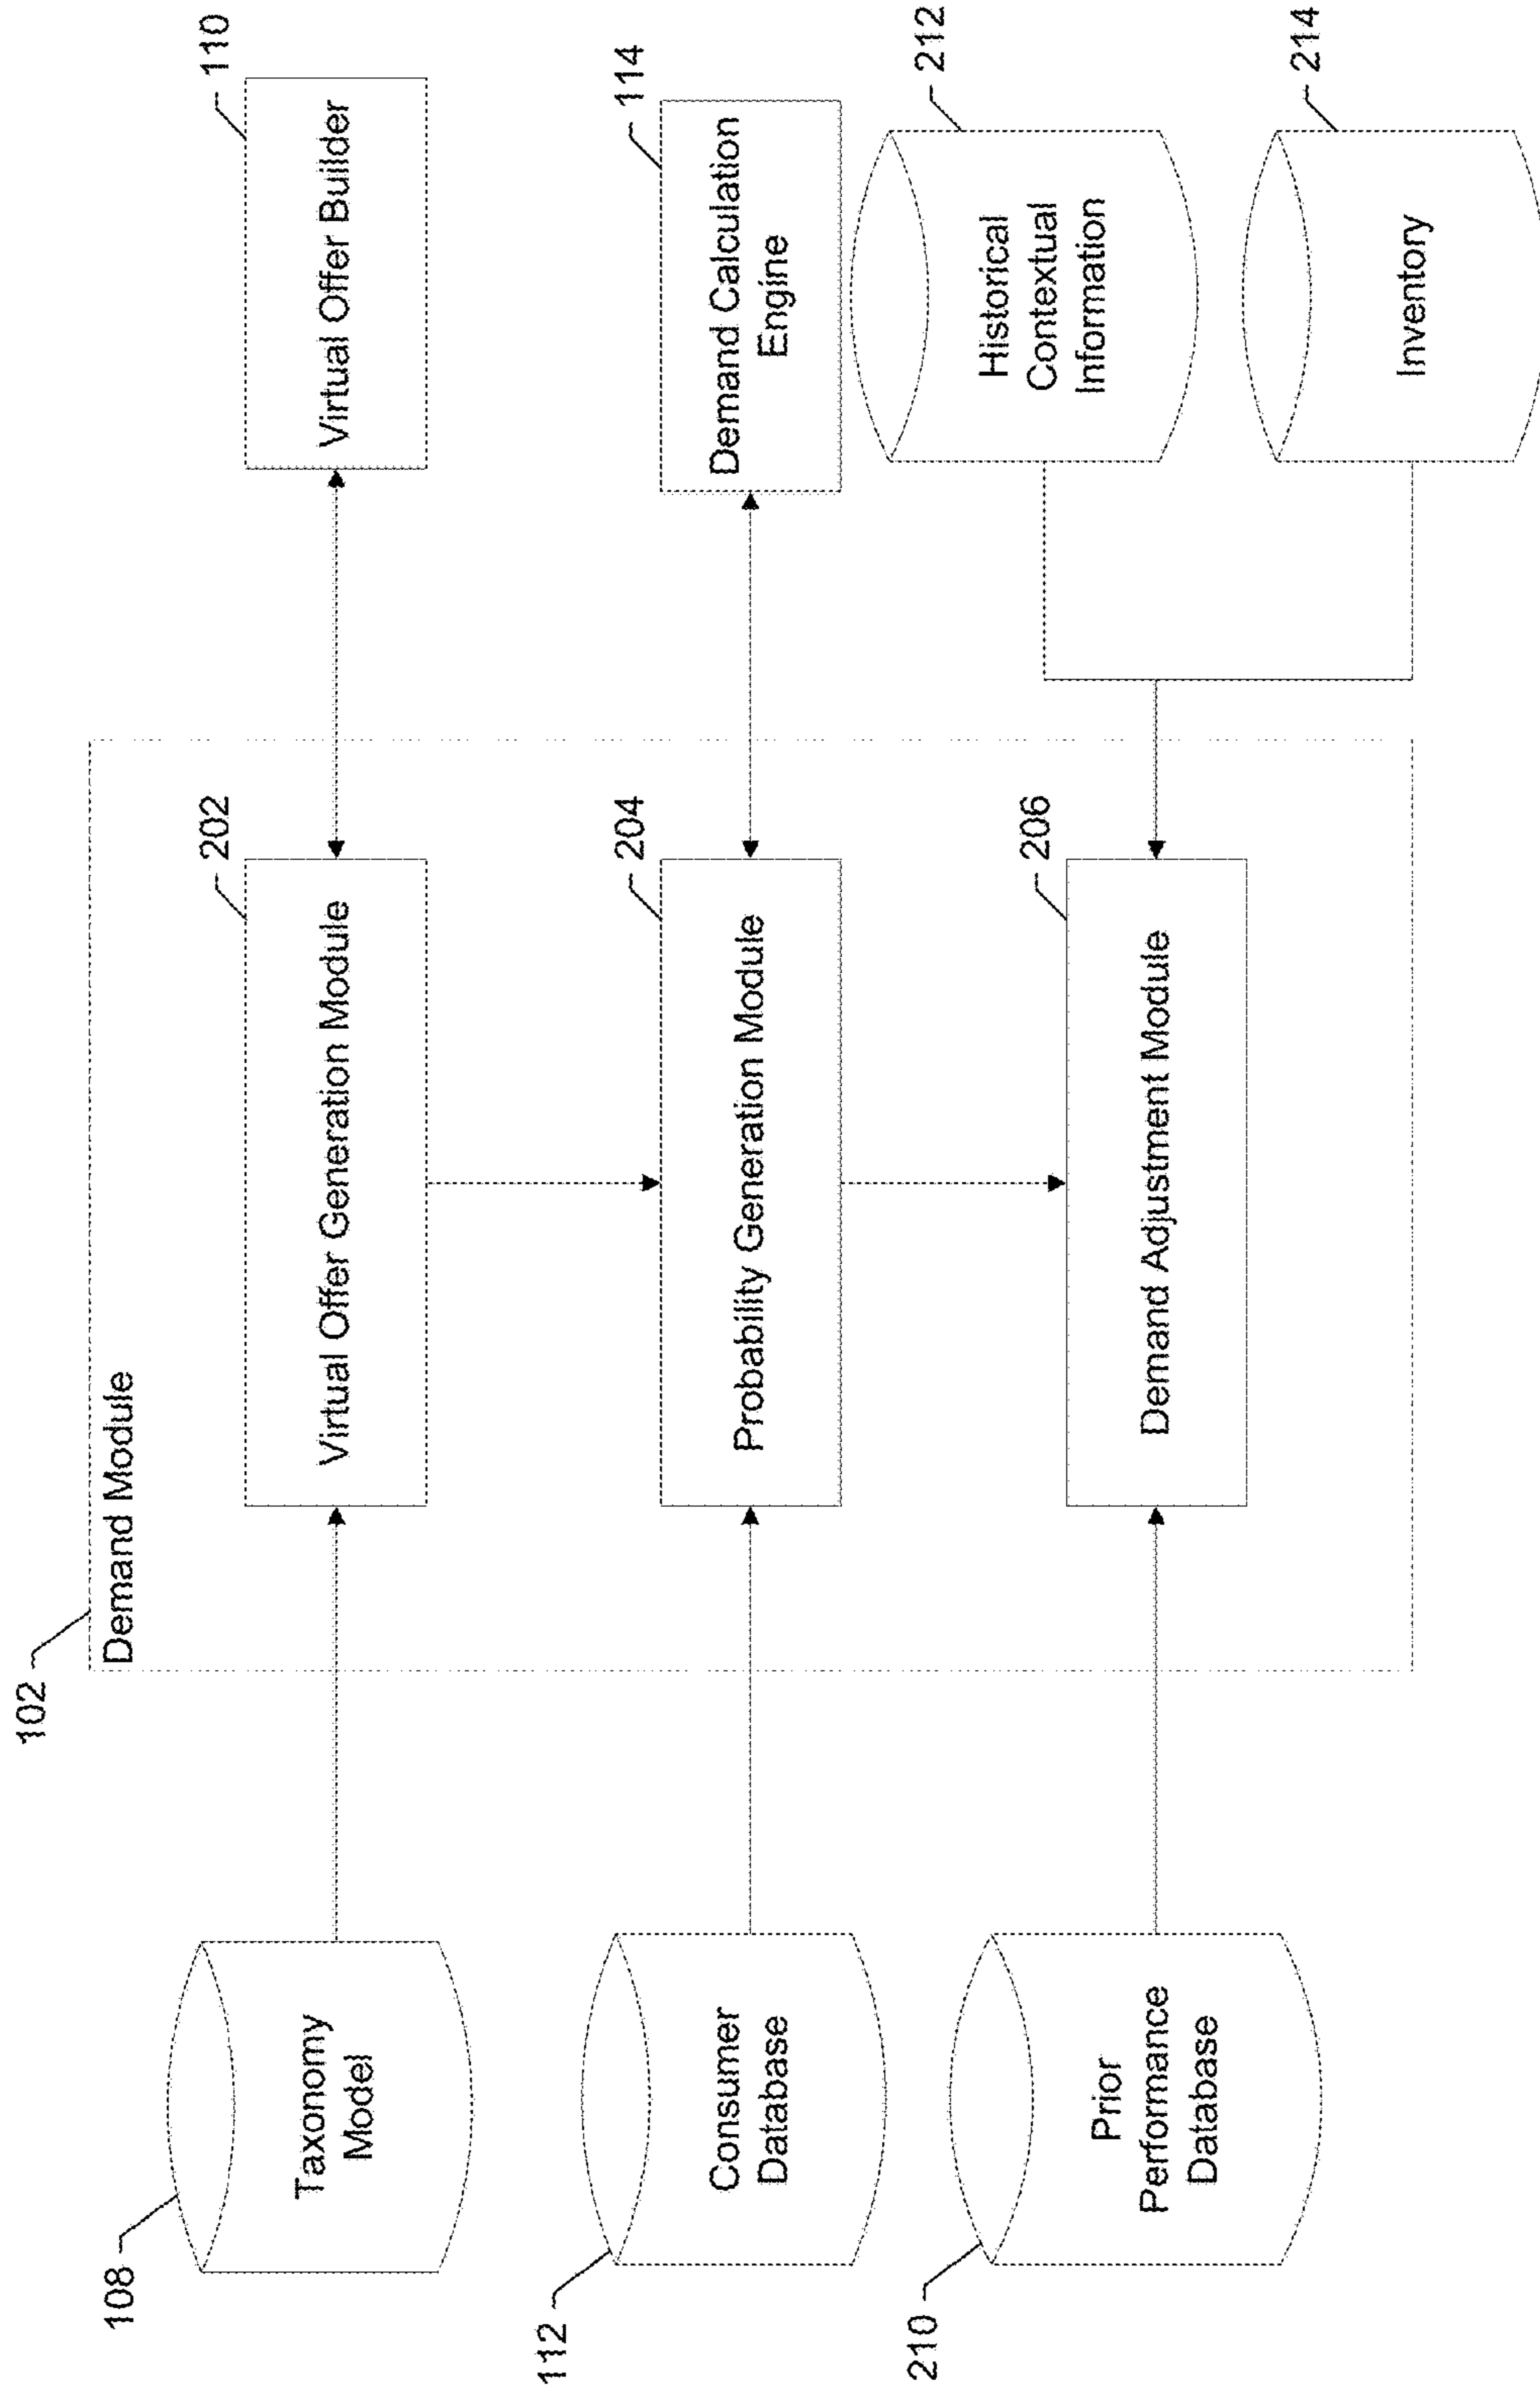 102
Demand Module
108
Taxonomy
Model
202
Virtual Offer Generation Module
110
Virtual Offer Builder
112
Consumer
Database
204
Probability Generation Module
114
Demand Calculation
Engine
210
Prior
Performance
Database
206
Demand Adjustment Module
212
Historical
Contextual
Information
214
Inventory